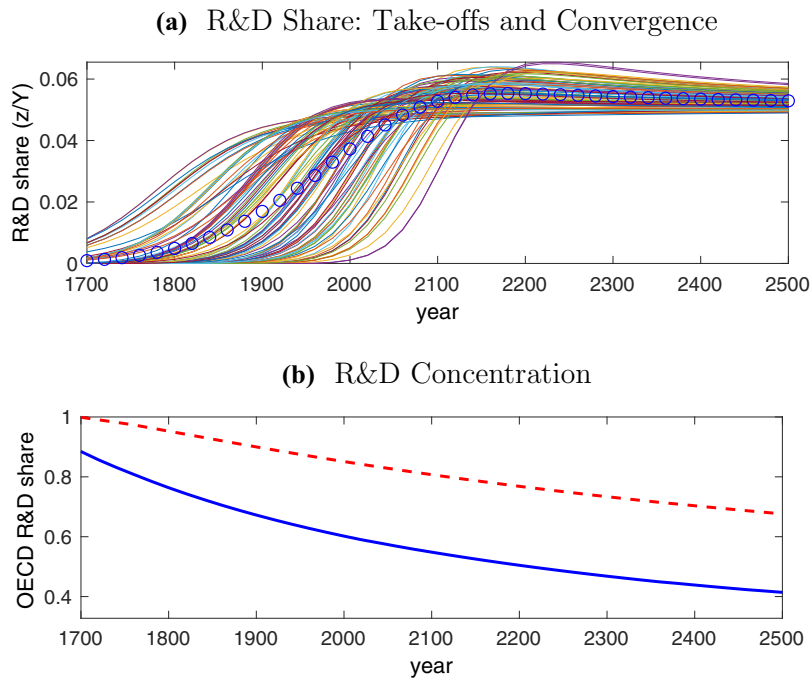 (a) R&D Share: Take-offs and Convergence
R&D share (z/Y)
0.06
0.04
0.02
0
1700 1800 1900 2000 2100 2200 2300 2400 2500
year
(b) R&D Concentration
OECD R&D share
1
0.8
0.6
0.4
1700 1800 1900 2000 2100 2200 2300 2400 2500
year